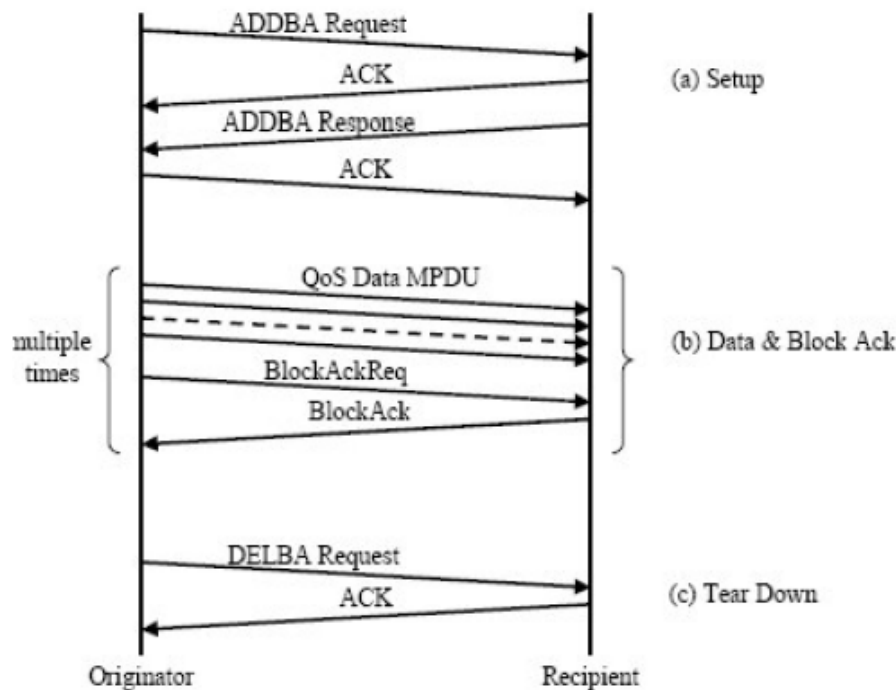 ADDBA Request
ACK
(a) Setup
ADDBA Response
ACK
QoS Data MPDU
multiple
times
(b) Data & Block Ack
BlockAckReq
BlockAck
DELBA Request
ACK
(c) Tear Down
Originator
Recipient